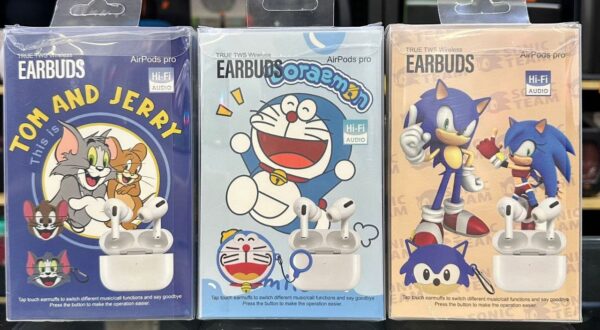 TRUE TWS Wireless
EARBUDS
AirPods pro
Hi-Fi
AUDIO
This is
TOM AND JERRY
Tap touch earmuffs to switch different music/call functions and say goodbye
Press the button to make the operation easier.
TRUE TWS Wireless
EARBUDS
AirPods pro
Doraemon
Hi-Fi
AUDIO
Tap touch earmuffs to switch different music/call functions and say goodbye
Press the button to make the operation easier.
TRUE TWS Wireless
EARBUDS
AirPods pro
Hi-Fi
AUDIO
SONIC
TEAM
Tap touch earmuffs to switch different music/call functions and say goodbye
Press the button to make the operation easier.